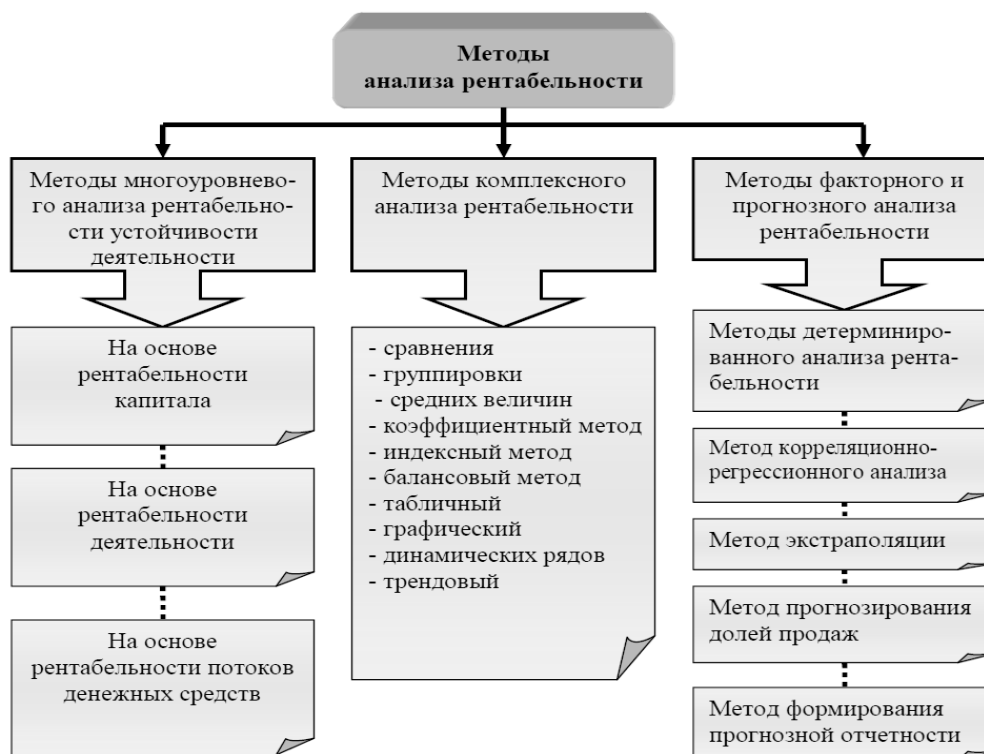 Методы
анализа рентабельности
Методы многоуровнево-
го анализа рентабельно-
сти устойчивости
деятельности
На основе
рентабельности
капитала
На основе
рентабельности
деятельности
На основе
рентабельности потоков
денежных средств
Методы комплексного
анализа рентабельности
- сравнения
- группировки
- средних величин
- коэффициентный метод
- индексный метод
- балансовый метод
- табличный
- графический
- динамических рядов
- трендовый
Методы факторного и
прогнозного анализа
рентабельности
Методы детерминиро-
ванного анализа рента-
бельности
Метод корреляционно-
регрессионного анализа
Метод экстраполяции
Метод прогнозирования
долей продаж
Метод формирования
прогнозной отчетности